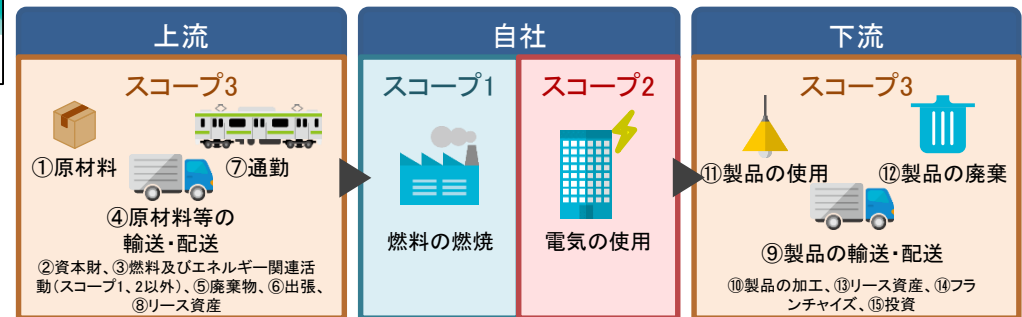 上流
スコープ3
①原材料
⑦通勤
④原材料等の
輸送・配送
②資本財、③燃料及びエネルギー関連活
動(スコープ1、2以外)、⑤廃棄物、⑥出張、
⑧リース資産
自社
スコープ1
燃料の燃焼
スコープ2
電気の使用
下流
スコープ3
⑪製品の使用
⑫製品の廃棄
⑨製品の輸送・配送
⑩製品の加工、⑬リース資産、⑭フラ
ンチャイズ、⑮投資